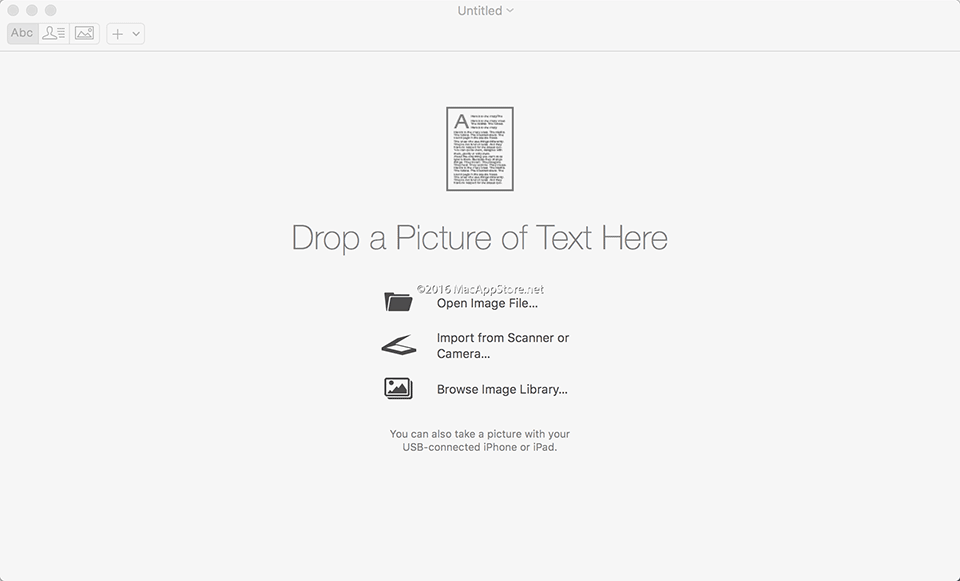 Untitled
Abc
A
Drop a Picture of Text Here
©2016 MacAppStore.net
Open Image File...
Import from Scanner or
Camera...
Browse Image Library...
You can also take a picture with your
USB-connected iPhone or iPad.